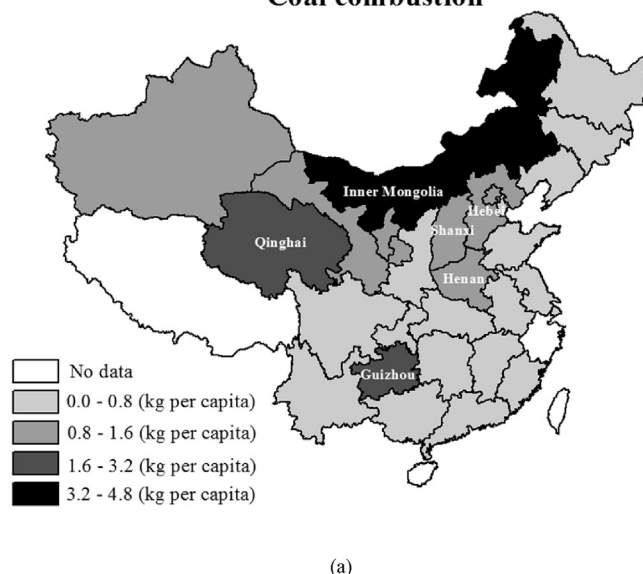 Coal combustion
Inner Mongolia
Hebei
Shanxi
Qinghai
Henan
Guizhou
No data
0.0 - 0.8 (kg per capita)
0.8 - 1.6 (kg per capita)
1.6 - 3.2 (kg per capita)
3.2 - 4.8 (kg per capita)
(a)